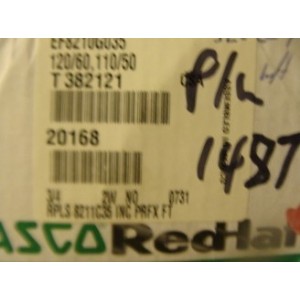 EF8210G035
120/60,110/50
T 382121
CSA
P/N
1487
20168
3/4 2W NO 0731
RPLS 8211C35 INC PRFX FT
ASCO RedHat